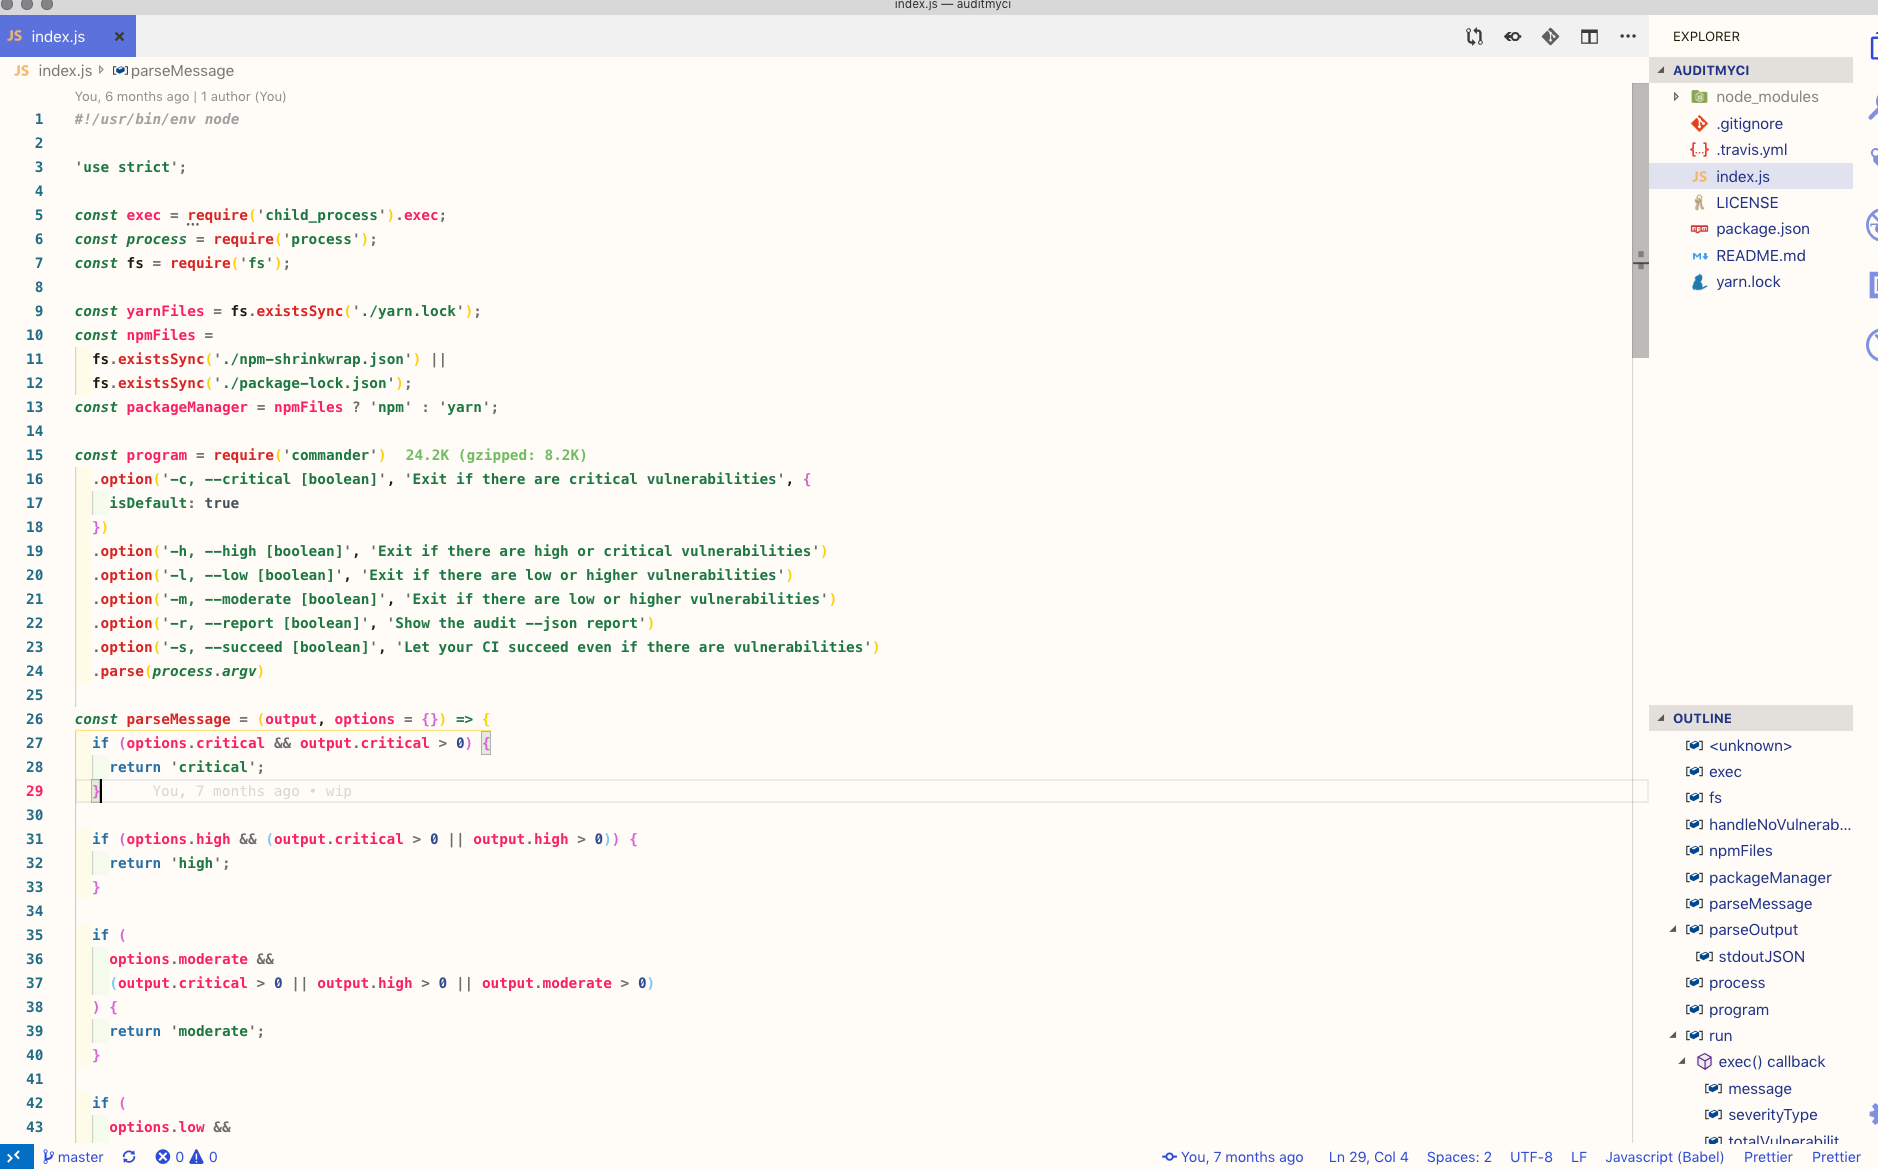 index.js — auditmyci
JS index.js ×
EXPLORER
JS index.js parseMessage
AUDITMYCI
node_modules
.gitignore
{...} .travis.yml
JS index.js
LICENSE
npm package.json
M↓ README.md
yarn.lock
You, 6 months ago | 1 author (You)
1 #!/usr/bin/env node
2
3 'use strict';
4
5 const exec = require('child_process').exec;
6 const process = require('process');
7 const fs = require('fs');
8
9 const yarnFiles = fs.existsSync('./yarn.lock');
10 const npmFiles =
11 fs.existsSync('./npm-shrinkwrap.json') ||
12 fs.existsSync('./package-lock.json');
13 const packageManager = npmFiles ? 'npm' : 'yarn';
14
15 const program = require('commander') 24.2K (gzipped: 8.2K)
16 .option('-c, --critical [boolean]', 'Exit if there are critical vulnerabilities', {
17 isDefault: true
18 })
19 .option('-h, --high [boolean]', 'Exit if there are high or critical vulnerabilities')
20 .option('-l, --low [boolean]', 'Exit if there are low or higher vulnerabilities')
21 .option('-m, --moderate [boolean]', 'Exit if there are low or higher vulnerabilities')
22 .option('-r, --report [boolean]', 'Show the audit --json report')
23 .option('-s, --succeed [boolean]', 'Let your CI succeed even if there are vulnerabilities')
24 .parse(process.argv)
25
26 const parseMessage = (output, options = {}) => {
27 if (options.critical && output.critical > 0) {
28 return 'critical';
29 } You, 7 months ago • wip
30
31 if (options.high && (output.critical > 0 || output.high > 0)) {
32 return 'high';
33 }
34
35 if (
36 options.moderate &&
37 (output.critical > 0 || output.high > 0 || output.moderate > 0)
38 ) {
39 return 'moderate';
40 }
41
42 if (
43 options.low &&
OUTLINE
<unknown>
exec
fs
handleNoVulnerab...
npmFiles
packageManager
parseMessage
parseOutput
stdoutJSON
process
program
run
exec() callback
message
severityType
totalVulnerabilit
master 0 0 You, 7 months ago Ln 29, Col 4 Spaces: 2 UTF-8 LF Javascript (Babel) Prettier Prettier